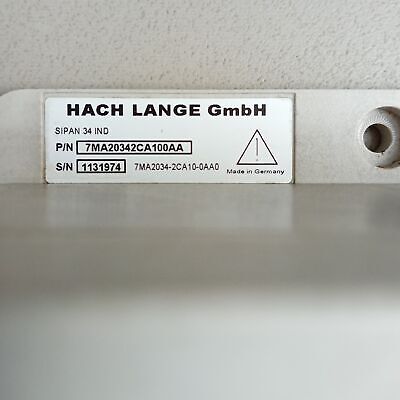 HACH LANGE GmbH
SIPAN 34 IND
P/N 7MA20342CA100AA
S/N 1131974 7MA2034-2CA10-0AA0
Made in Germany